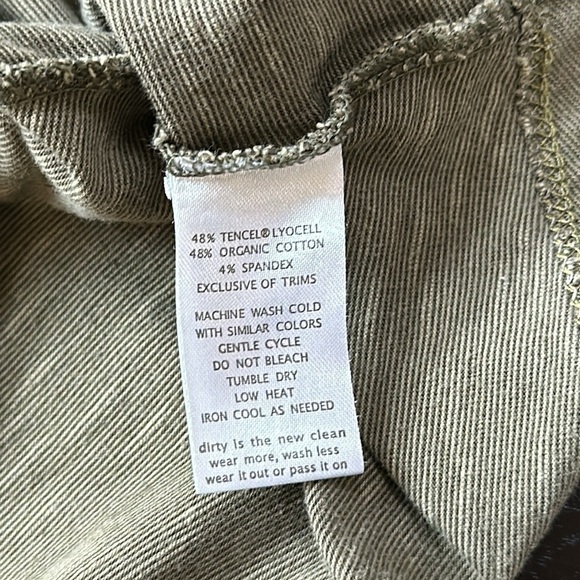 48% TENCEL® LYOCELL
48% ORGANIC COTTON
4% SPANDEX
EXCLUSIVE OF TRIMS
MACHINE WASH COLD
WITH SIMILAR COLORS
GENTLE CYCLE
DO NOT BLEACH
TUMBLE DRY
LOW HEAT
IRON COOL AS NEEDED
dirty is the new clean
wear more, wash less
wear it out or pass it on